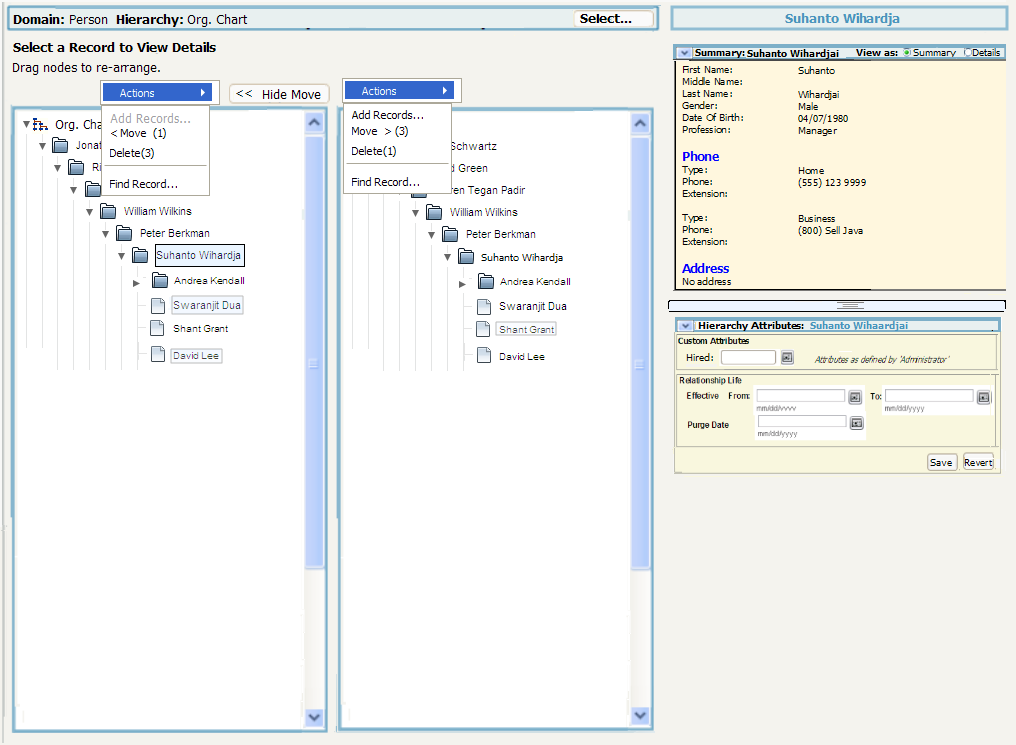 Domain: Person Hierarchy: Org. Chart
Select...
Select a Record to View Details
Drag nodes to re-arrange.
Actions
Add Records...
< Move (1)
Delete(3)
Find Record...
<< Hide Move
Actions
Add Records...
Move > (3)
Delete(1)
Find Record...
Org. Cha
Jonat
Ri
William Wilkins
Peter Berkman
Suhanto Wihardja
Andrea Kendall
Swaranjit Dua
Shant Grant
David Lee
Schwartz
d Green
ren Tegan Padir
William Wilkins
Peter Berkman
Suhanto Wihardja
Andrea Kendall
Swaranjit Dua
Shant Grant
David Lee
Suhanto Wihardja
Summary: Suhanto Wihardjai View as: Summary Details
First Name: Suhanto
Middle Name:
Last Name: Wihardjai
Gender: Male
Date Of Birth: 04/07/1980
Profession: Manager
Phone
Type: Home
Phone: (555) 123 9999
Extension:
Type: Business
Phone: (800) Sell Java
Extension:
Address
No address
Hierarchy Attributes: Suhanto Wihaardjai
Custom Attributes
Hired: Attributes as defined by 'Administrator'
Relationship Life
Effective From: To:
mm/dd/yyyy mm/dd/yyyy
Purge Date
mm/dd/yyyy
Save Revert